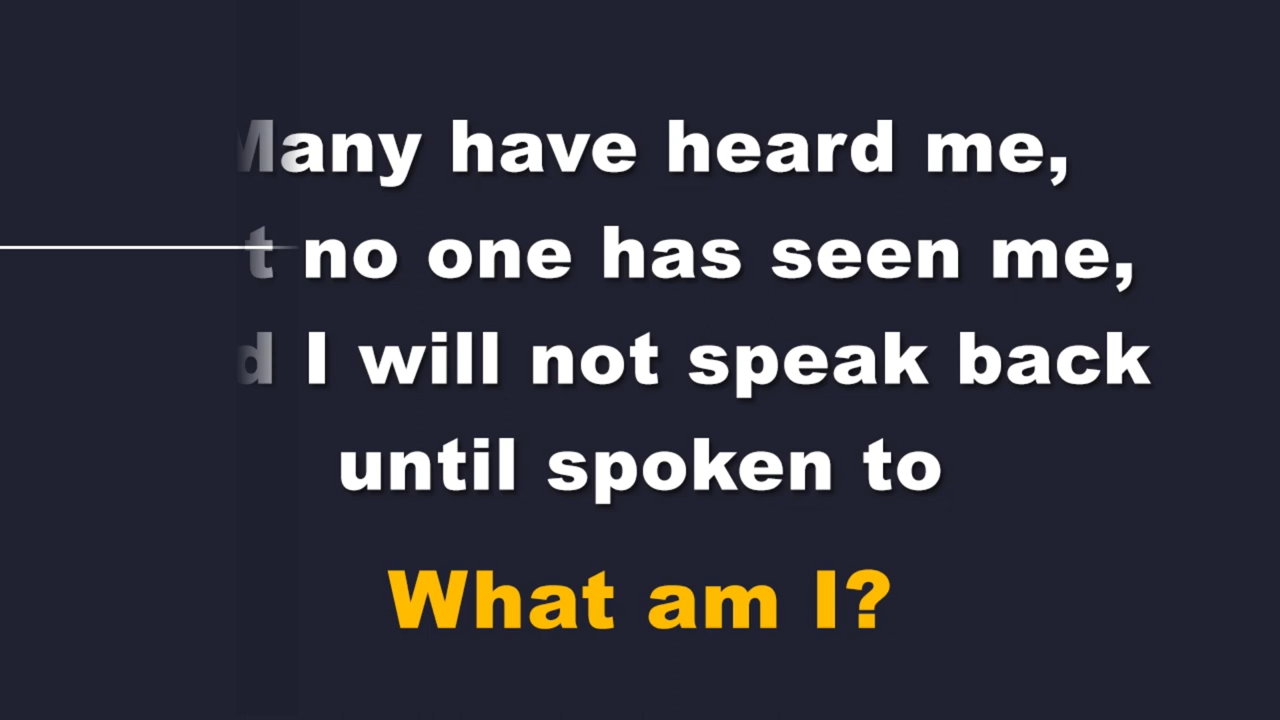 Many have heard me,
no one has seen me,
I will not speak back
until spoken to
What am I?